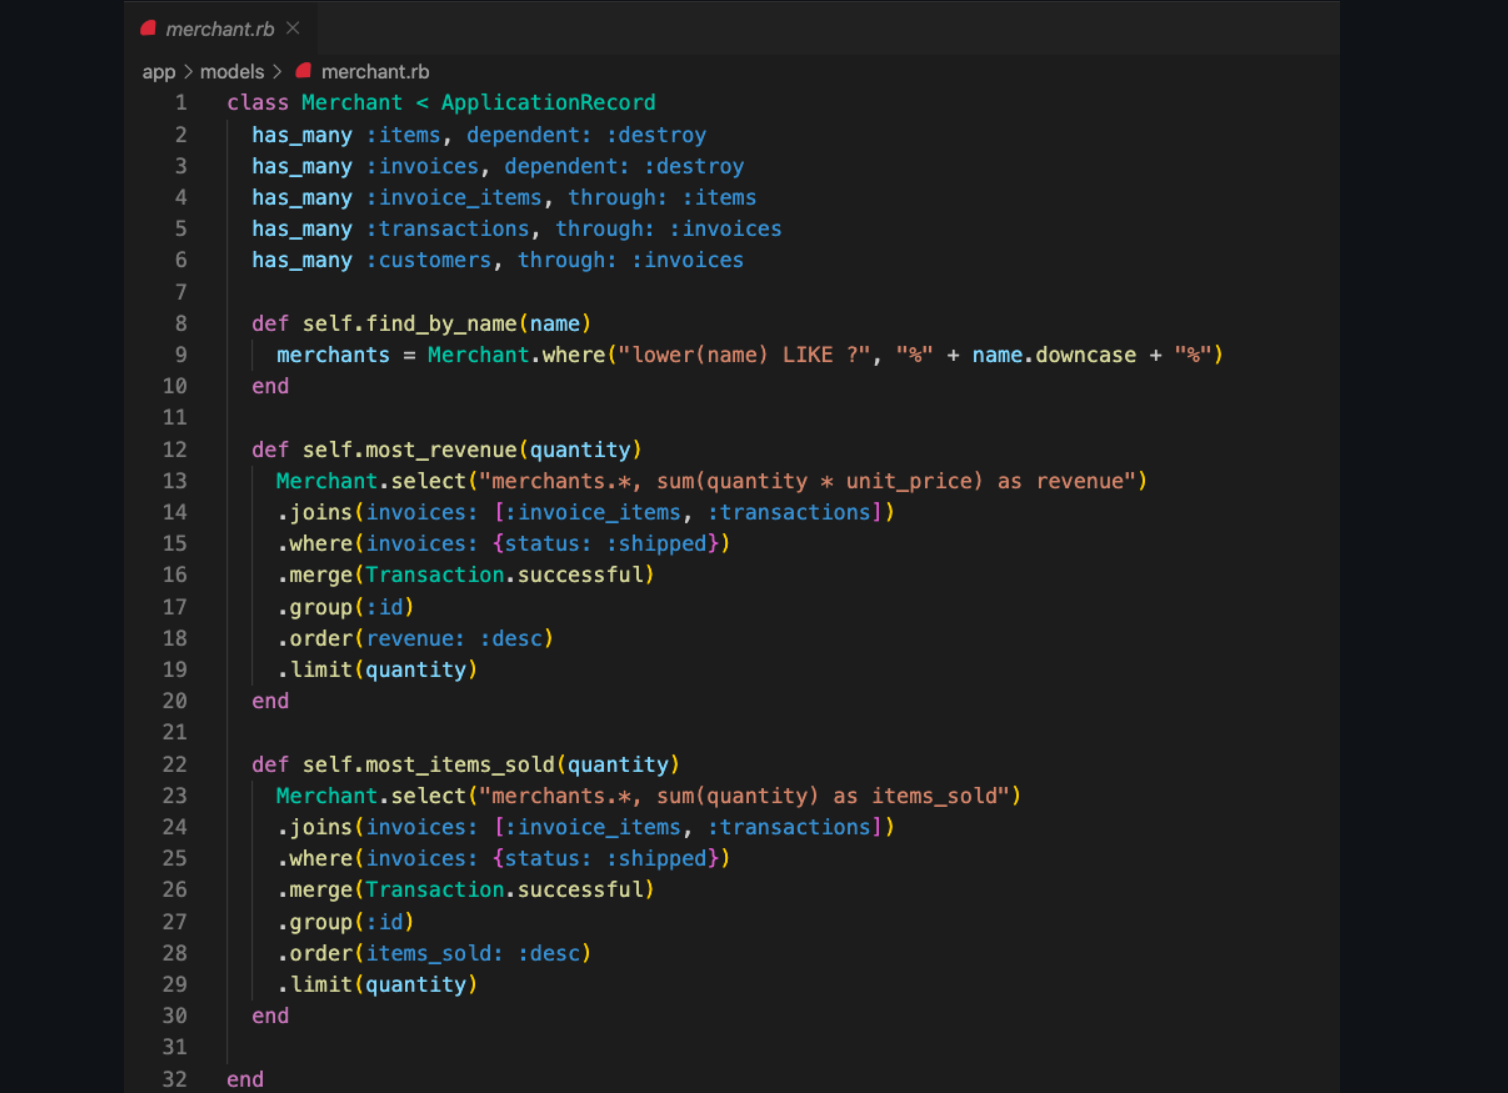 merchant.rb ×
app > models > merchant.rb
1 class Merchant < ApplicationRecord
2   has_many :items, dependent: :destroy
3   has_many :invoices, dependent: :destroy
4   has_many :invoice_items, through: :items
5   has_many :transactions, through: :invoices
6   has_many :customers, through: :invoices
7
8   def self.find_by_name(name)
9     merchants = Merchant.where("lower(name) LIKE ?", "%" + name.downcase + "%")
10   end
11
12   def self.most_revenue(quantity)
13     Merchant.select("merchants.*, sum(quantity * unit_price) as revenue")
14     .joins(invoices: [:invoice_items, :transactions])
15     .where(invoices: {status: :shipped})
16     .merge(Transaction.successful)
17     .group(:id)
18     .order(revenue: :desc)
19     .limit(quantity)
20   end
21
22   def self.most_items_sold(quantity)
23     Merchant.select("merchants.*, sum(quantity) as items_sold")
24     .joins(invoices: [:invoice_items, :transactions])
25     .where(invoices: {status: :shipped})
26     .merge(Transaction.successful)
27     .group(:id)
28     .order(items_sold: :desc)
29     .limit(quantity)
30   end
31
32 end